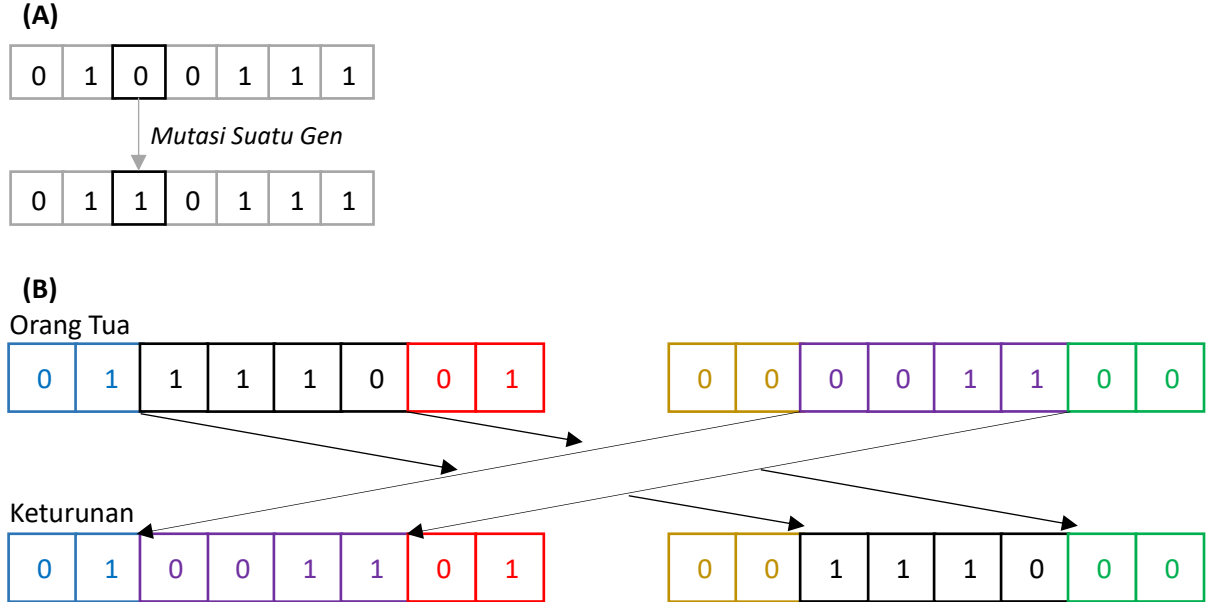 (A)
0 1 0 0 1 1 1
Mutasi Suatu Gen
0 1 1 0 1 1 1
(B)
Orang Tua
0 1 1 1 1 0 0 1 0 0 0 0 1 1 0 0
Keturunan
0 1 0 0 1 1 0 1 0 0 1 1 1 0 0 0